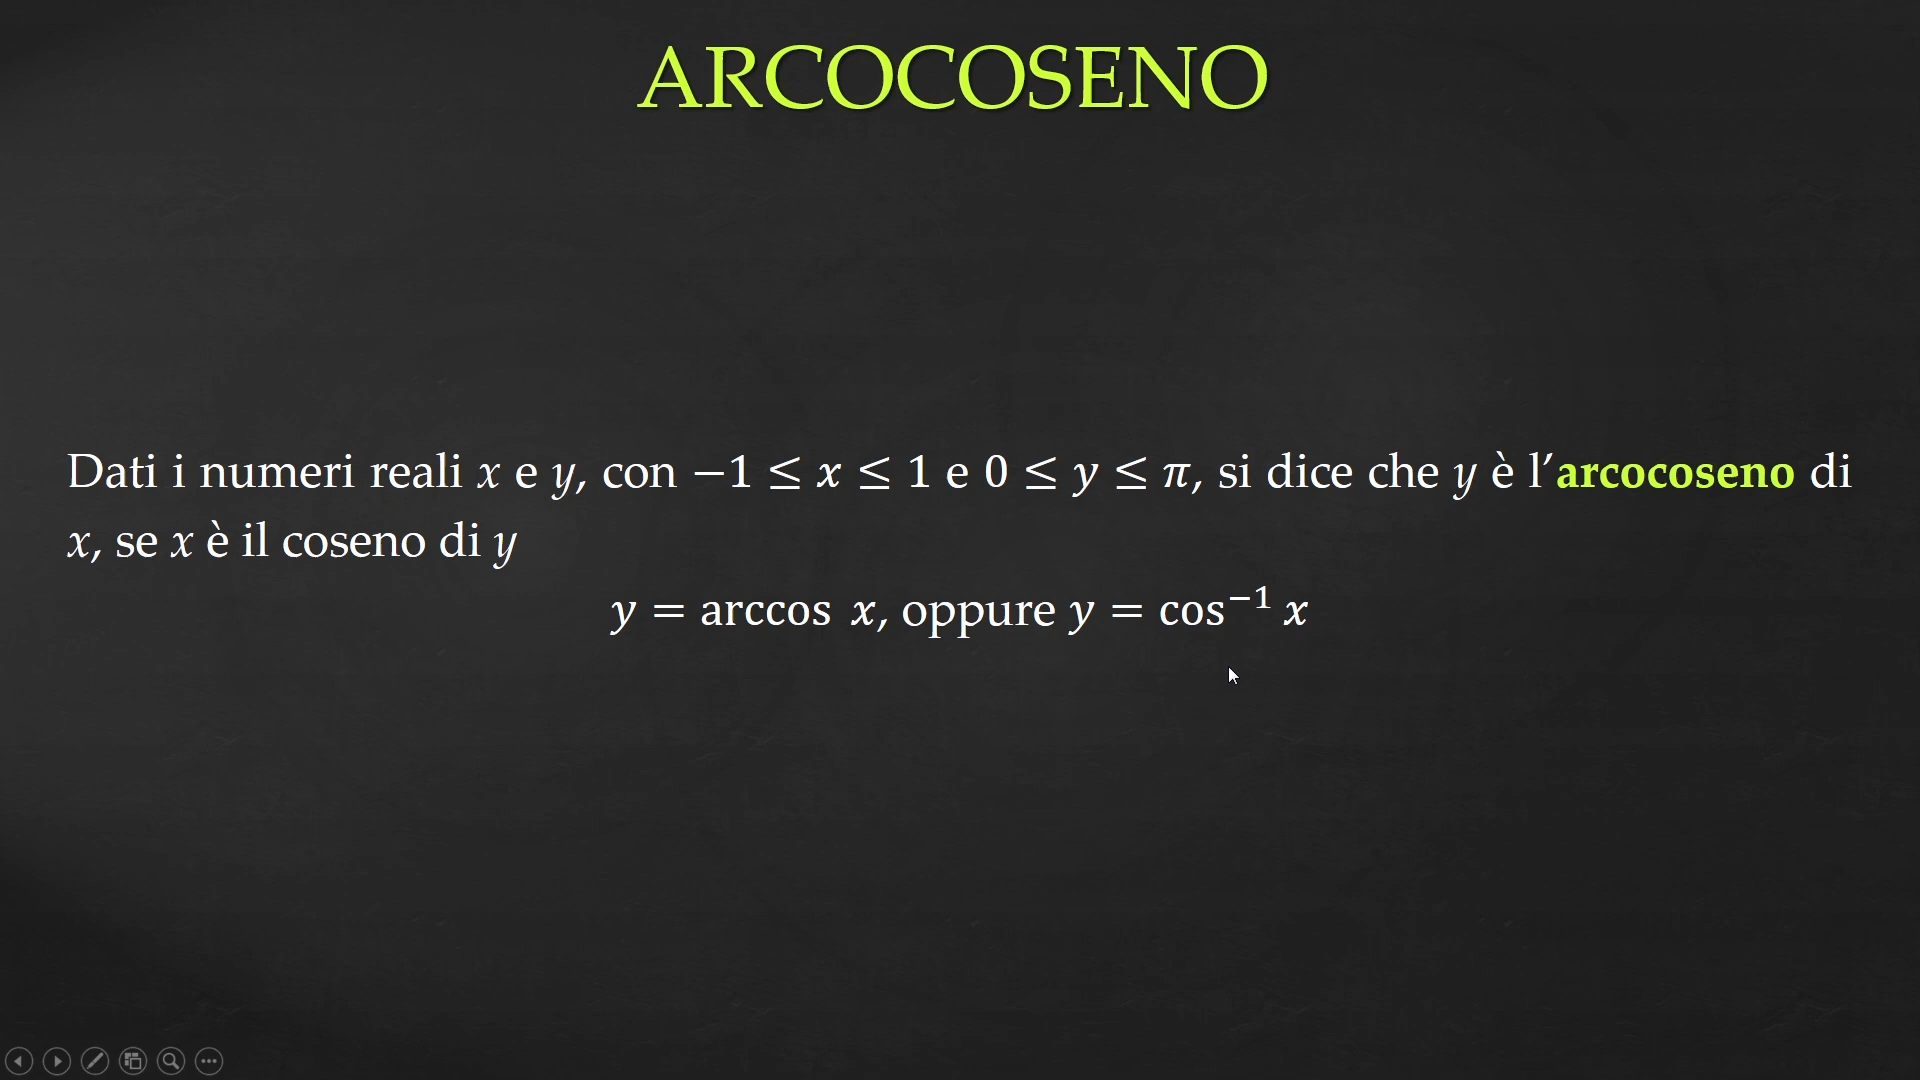 ARCOCOSENO
Dati i numeri reali x e y, con −1 ≤ x ≤ 1 e 0 ≤ y ≤ π, si dice che y è l’arcocoseno di
x, se x è il coseno di y
y = arccos x, oppure y = cos⁻¹ x